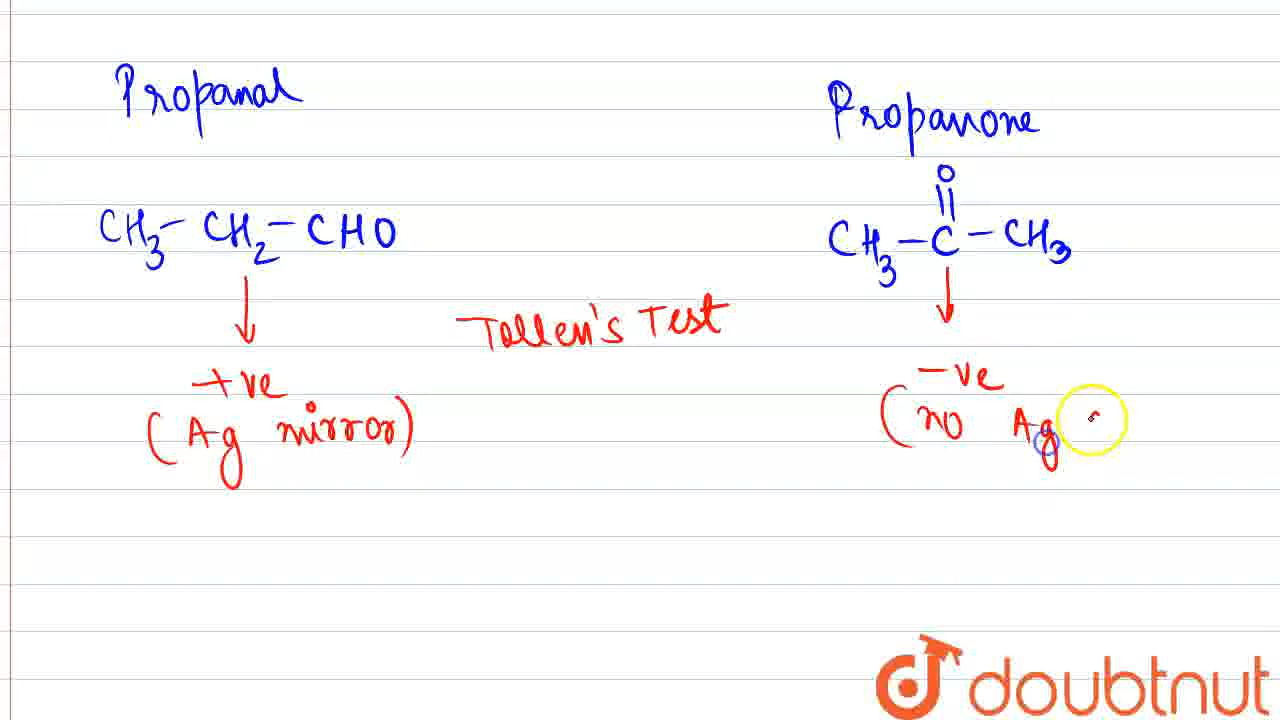 Propanal
Propanone
O
||
CH3-CH2-CHO
CH3-C-CH3
Tollen's Test
+ve
-ve
(Ag mirror)
(no Ag
doubtnut